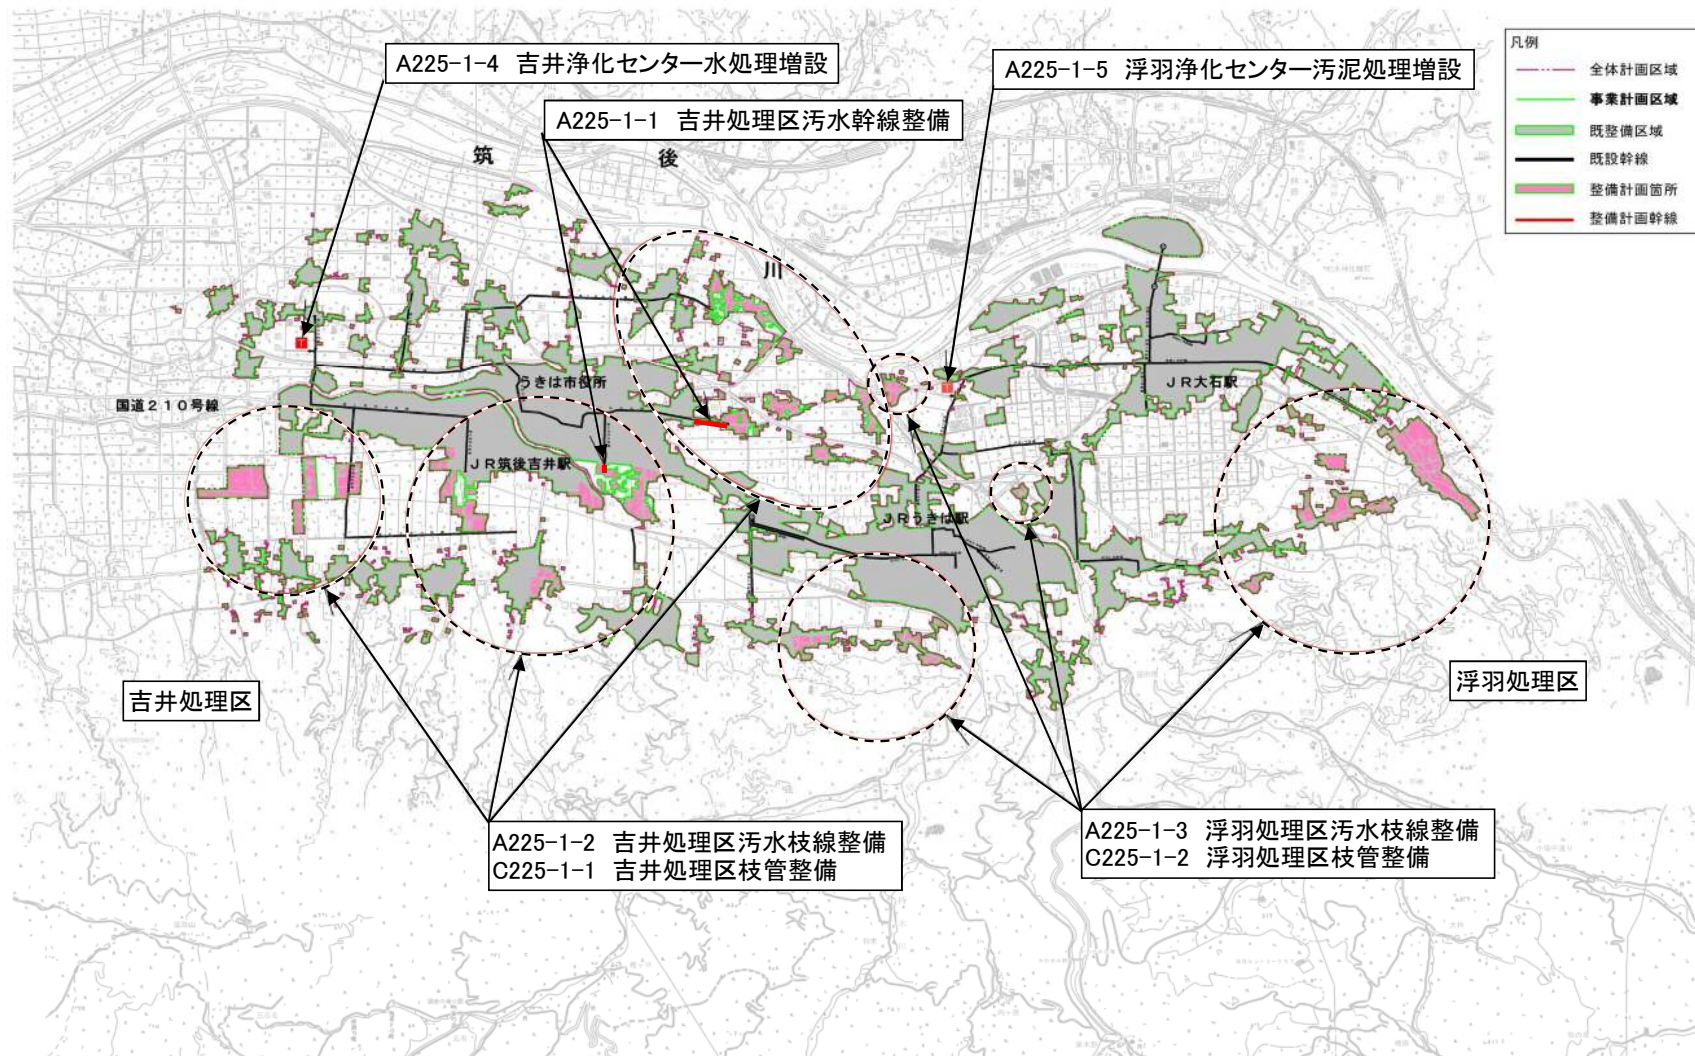 A225-1-4 吉井浄化センター水処理増設
A225-1-5 浮羽浄化センター汚泥処理増設
A225-1-1 吉井処理区汚水幹線整備
凡例
全体計画区域
事業計画区域
既整備区域
既設幹線
整備計画箇所
整備計画幹線
筑
後
川
うきは市役所
JR大石駅
国道210号線
JR筑後吉井駅
JRうきは駅
吉井処理区
浮羽処理区
A225-1-2 吉井処理区汚水枝線整備
C225-1-1 吉井処理区枝管整備
A225-1-3 浮羽処理区汚水枝線整備
C225-1-2 浮羽処理区枝管整備